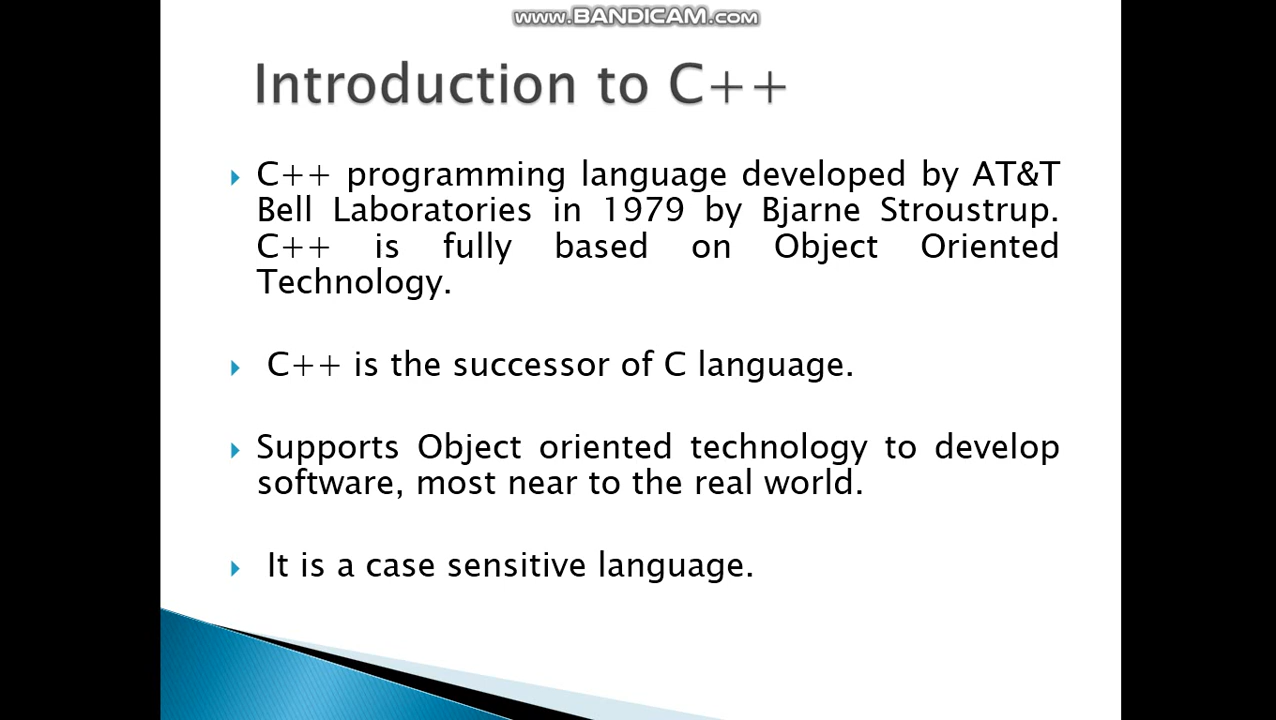 www.BANDICAM.com
Introduction to C++
C++ programming language developed by AT&T
Bell Laboratories in 1979 by Bjarne Stroustrup.
C++ is fully based on Object Oriented
Technology.
C++ is the successor of C language.
Supports Object oriented technology to develop
software, most near to the real world.
It is a case sensitive language.